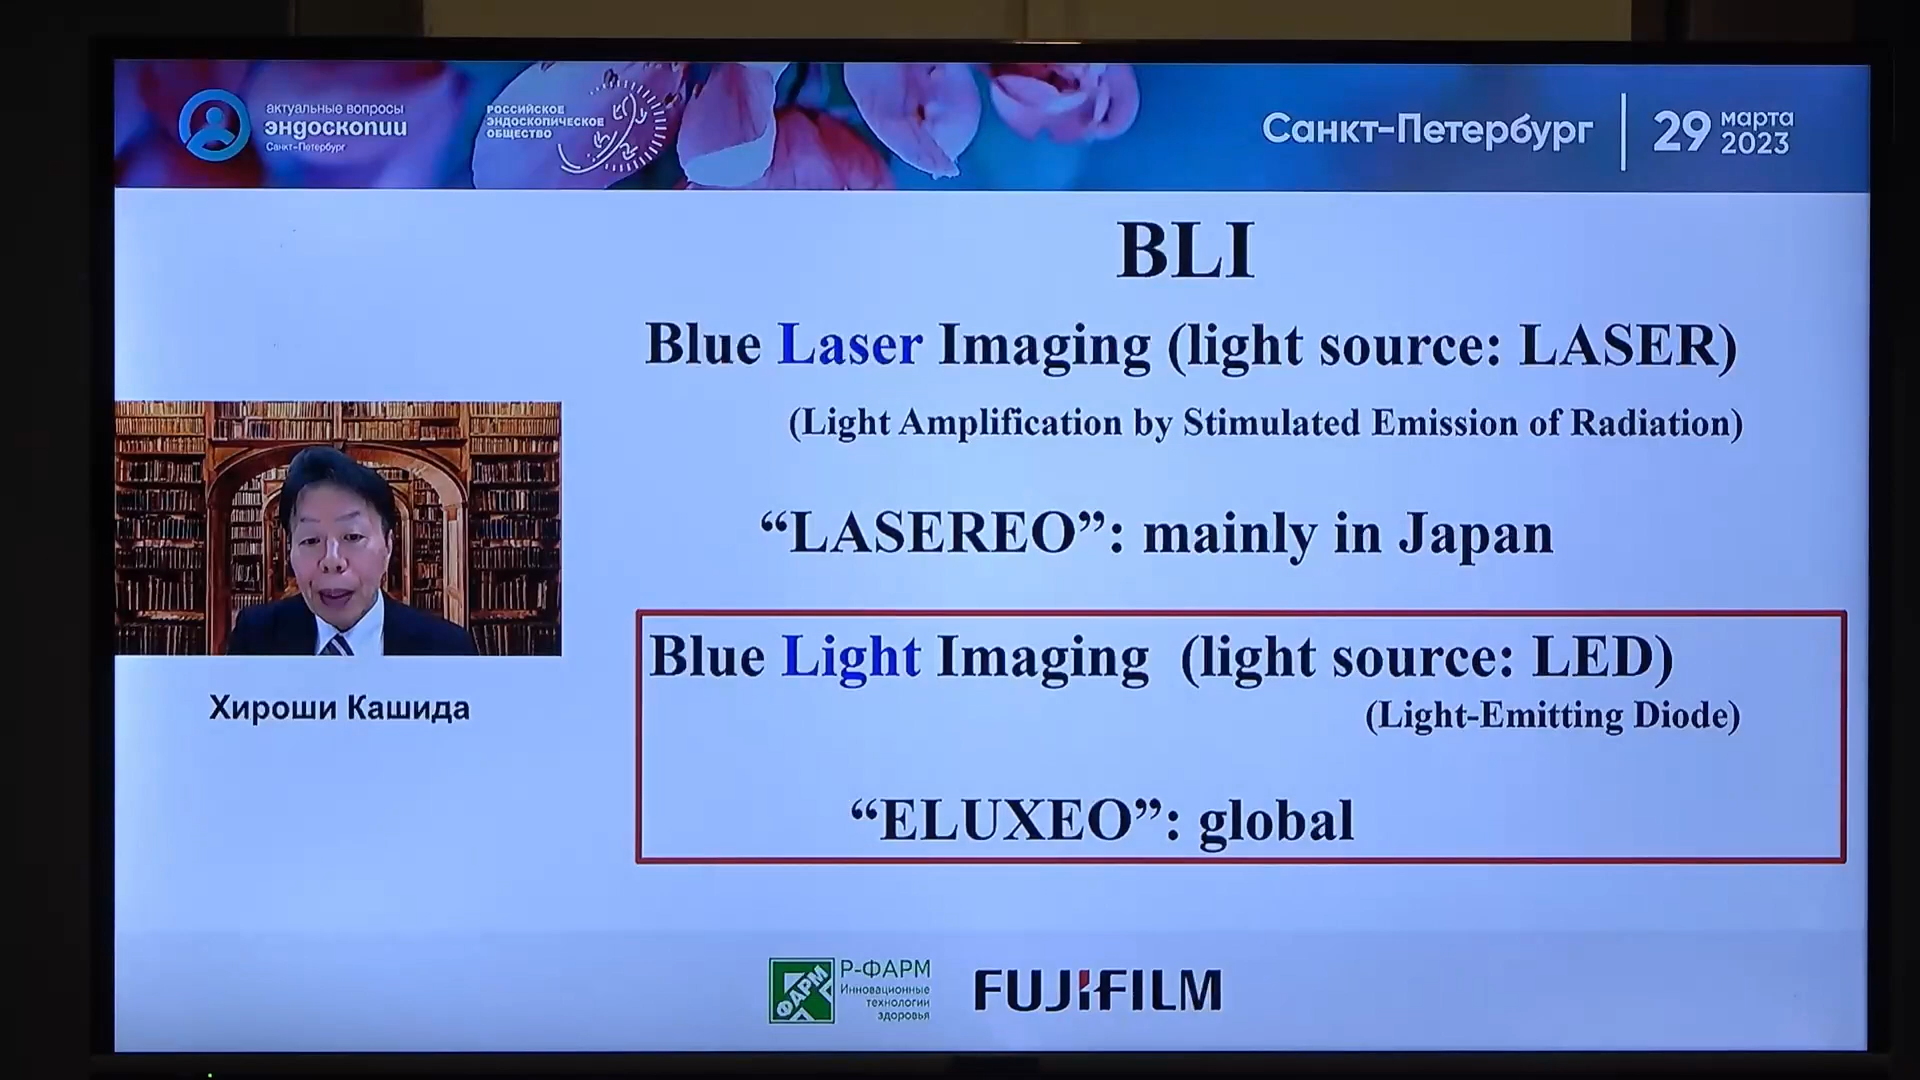 актуальные вопросы
эндоскопии
Санкт-Петербург
РОССИЙСКОЕ
ЭНДОСКОПИЧЕСКОЕ
ОБЩЕСТВО
Санкт-Петербург
29 марта
2023
BLI
Blue Laser Imaging (light source: LASER)
(Light Amplification by Stimulated Emission of Radiation)
“LASEREO”: mainly in Japan
Blue Light Imaging (light source: LED)
(Light-Emitting Diode)
“ELUXEO”: global
Хироши Кашида
ФАРМ
Р-ФАРМ
Инновационные
технологии
здоровья
FUJIFILM